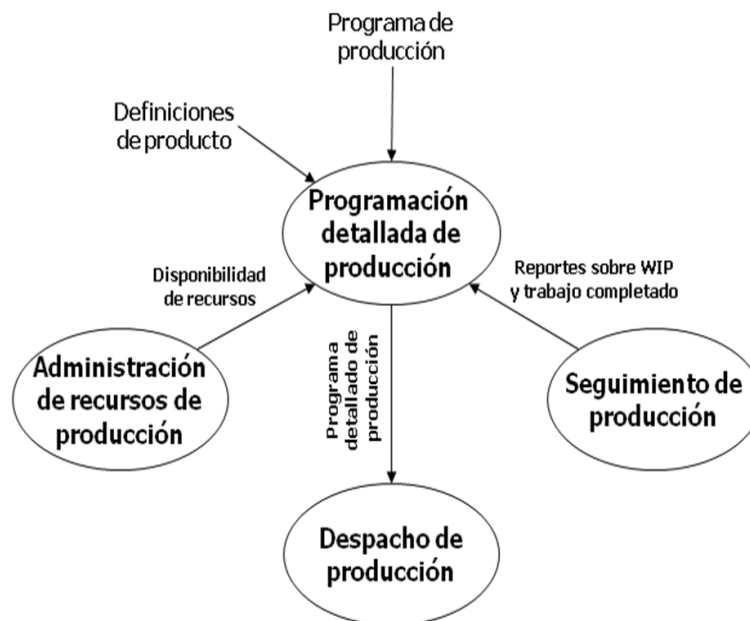 Programa de
producción
Definiciones
de producto
Programación
detallada de
producción
Disponibilidad
de recursos
Reportes sobre WIP
y trabajo completado
Administración
de recursos de
producción
Programa
detallado de
producción
Seguimiento de
producción
Despacho de
producción